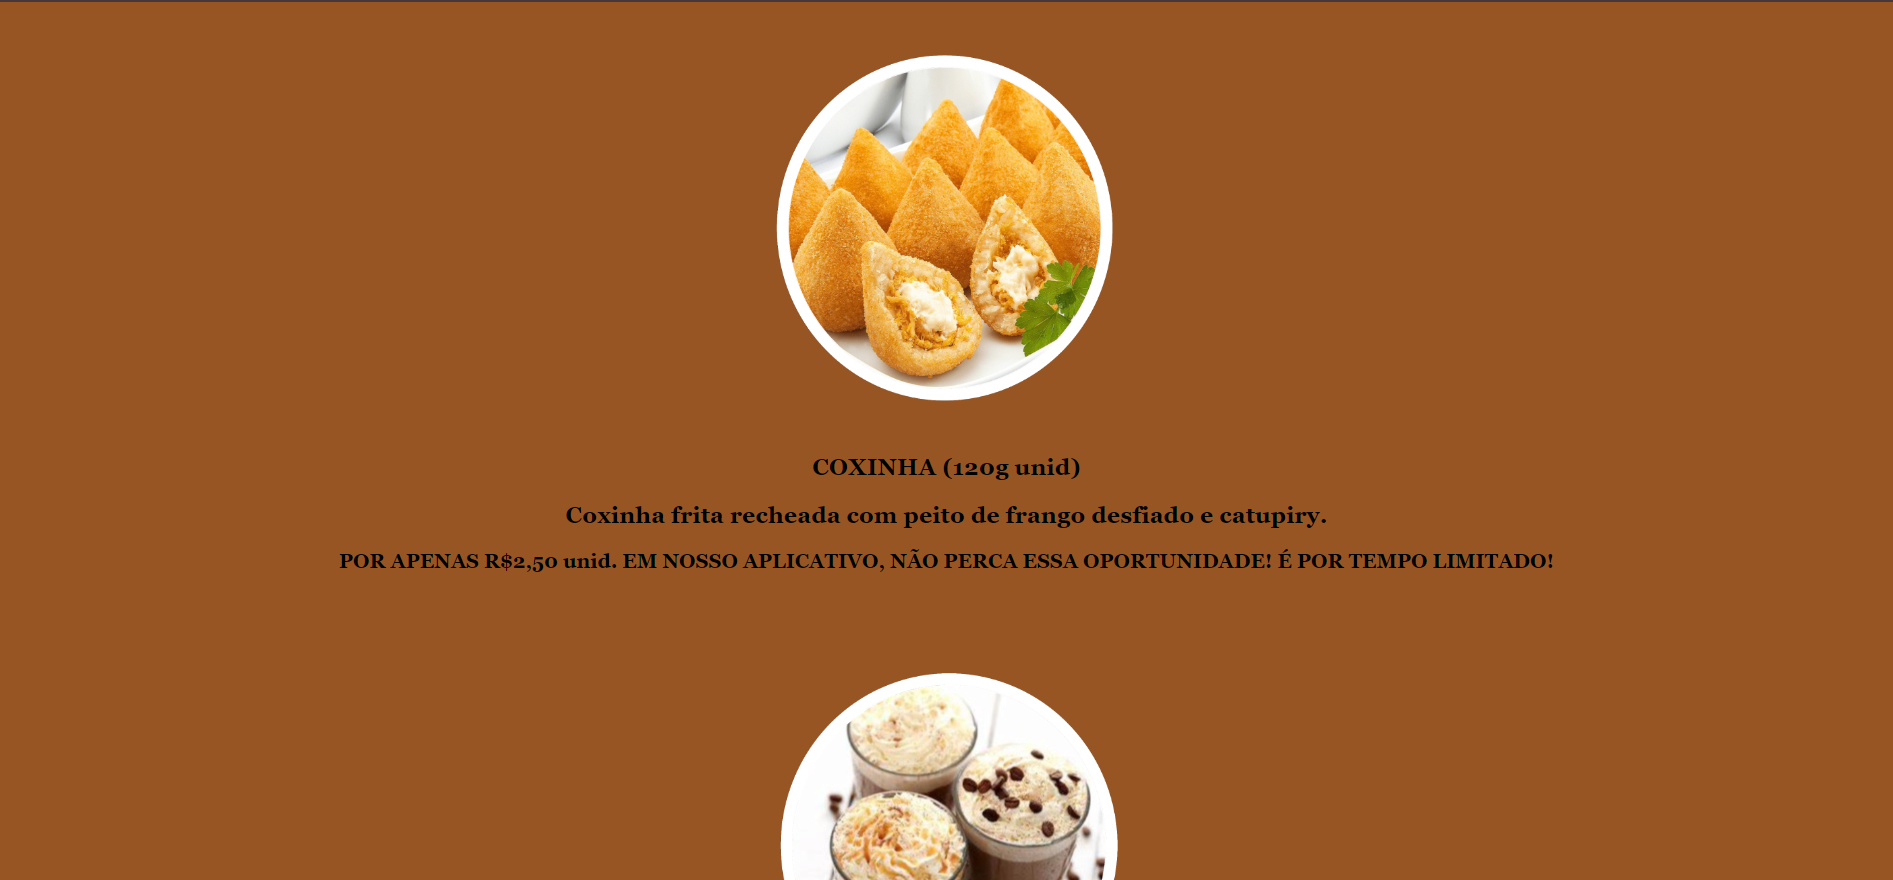 COXINHA (120g unid)
Coxinha frita recheada com peito de frango desfiado e catupiry.
POR APENAS R$2,50 unid. EM NOSSO APLICATIVO, NÃO PERCA ESSA OPORTUNIDADE! É POR TEMPO LIMITADO!